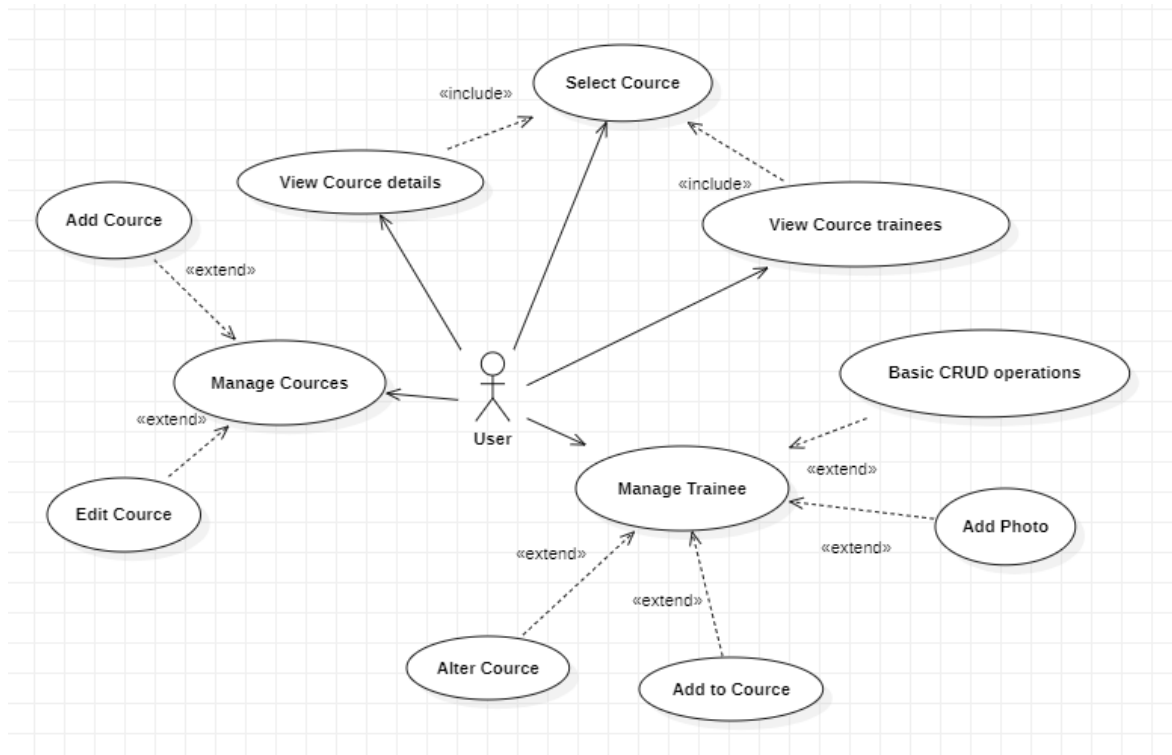 Select Cource
«include»
View Cource details
«include»
View Cource trainees
Add Cource
«extend»
Manage Cources
«extend»
Edit Cource
User
Basic CRUD operations
«extend»
Manage Trainee
Add Photo
«extend»
«extend»
«extend»
Alter Cource
Add to Cource